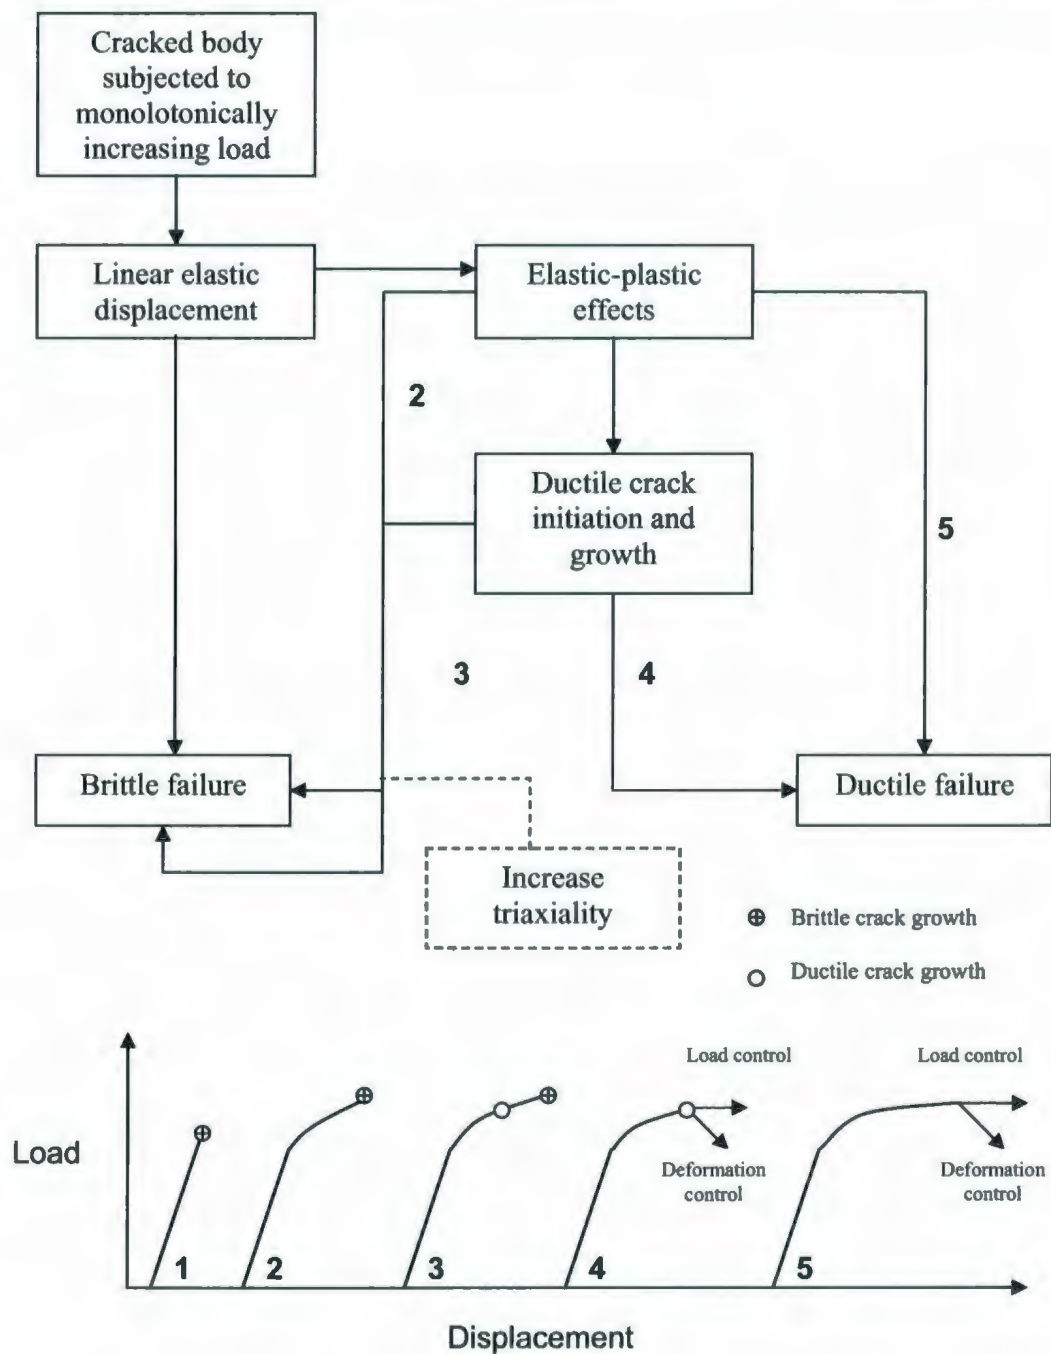 Cracked body
subjected to
monolotonically
increasing load
Linear elastic
displacement
Elastic-plastic
effects
2
Ductile crack
initiation and
growth
5
3
4
Brittle failure
Ductile failure
Increase
triaxiality
Brittle crack growth
Ductile crack growth
Load control
Load control
Load
Deformation
control
Deformation
control
1
2
3
4
5
Displacement